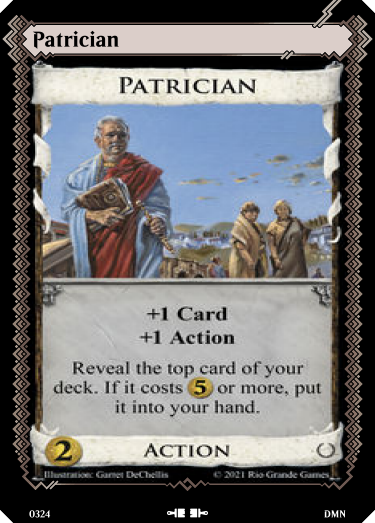 Patrician
PATRICIAN
+1 Card
+1 Action
Reveal the top card of your
deck. If it costs 5 or more, put
it into your hand.
2 ACTION
Illustration: Garret DeChellis © 2021 Rio Grande Games
0324 DMN